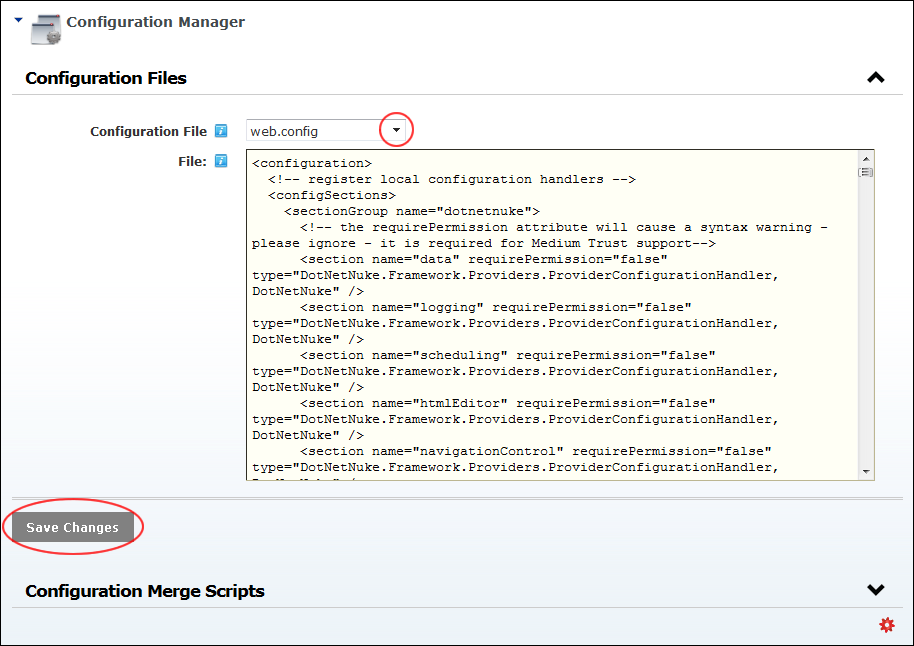 Configuration Manager
Configuration Files
Configuration File
web.config
File:
<configuration>
<!-- register local configuration handlers -->
<configSections>
<sectionGroup name="dotnetnuke">
<!-- the requirePermission attribute will cause a syntax warning -
please ignore - it is required for Medium Trust support-->
<section name="data" requirePermission="false"
type="DotNetNuke.Framework.Providers.ProviderConfigurationHandler,
DotNetNuke" />
<section name="logging" requirePermission="false"
type="DotNetNuke.Framework.Providers.ProviderConfigurationHandler,
DotNetNuke" />
<section name="scheduling" requirePermission="false"
type="DotNetNuke.Framework.Providers.ProviderConfigurationHandler,
DotNetNuke" />
<section name="htmlEditor" requirePermission="false"
type="DotNetNuke.Framework.Providers.ProviderConfigurationHandler,
DotNetNuke" />
<section name="navigationControl" requirePermission="false"
type="DotNetNuke.Framework.Providers.ProviderConfigurationHandler,
Save Changes
Configuration Merge Scripts